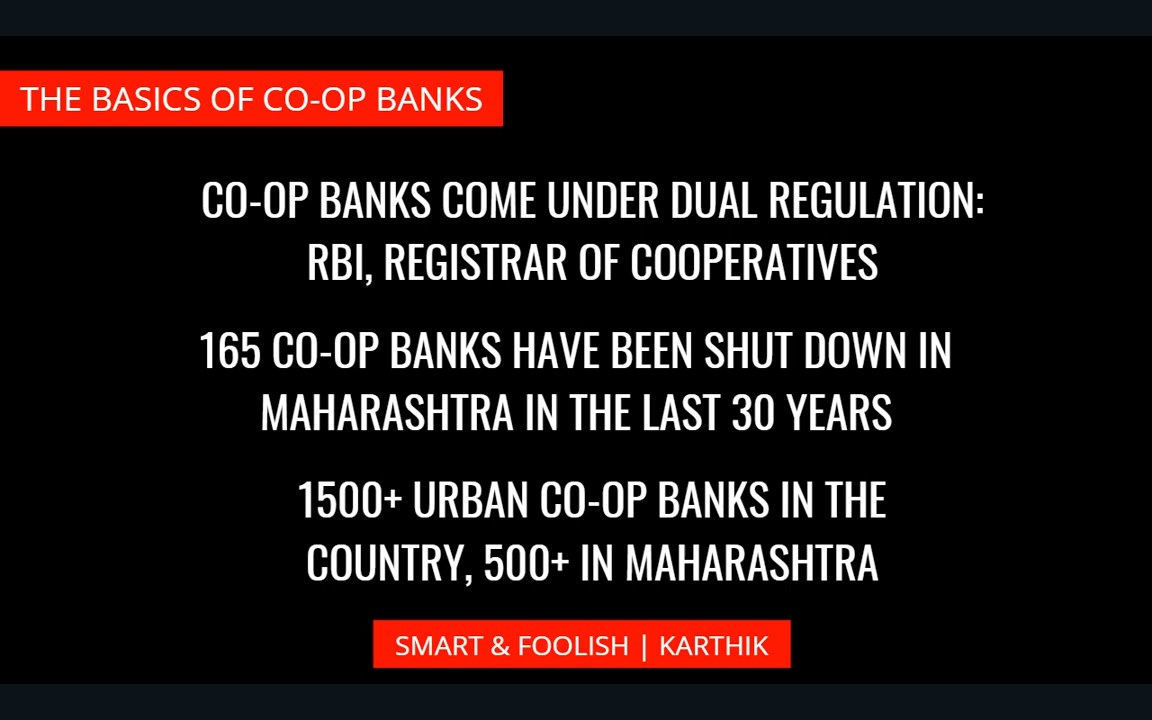 THE BASICS OF CO-OP BANKS
CO-OP BANKS COME UNDER DUAL REGULATION:
RBI, REGISTRAR OF COOPERATIVES
165 CO-OP BANKS HAVE BEEN SHUT DOWN IN
MAHARASHTRA IN THE LAST 30 YEARS
1500+ URBAN CO-OP BANKS IN THE
COUNTRY, 500+ IN MAHARASHTRA
SMART & FOOLISH | KARTHIK